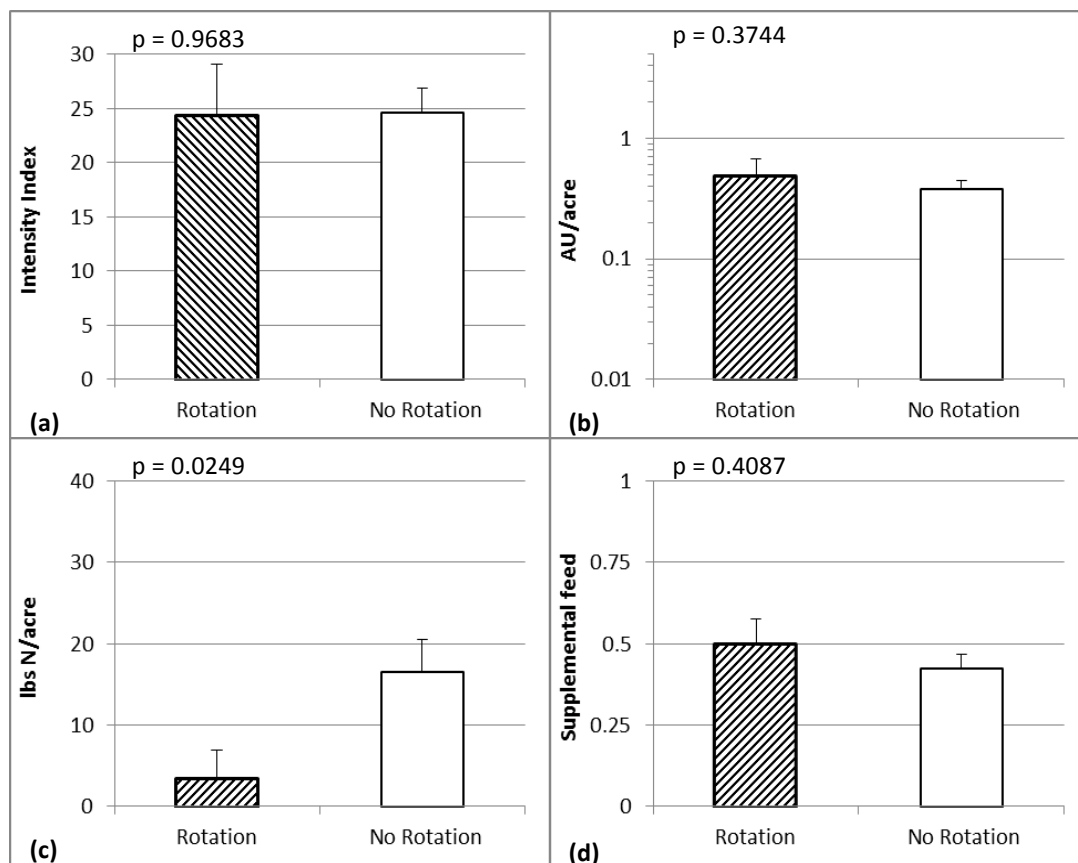 p = 0.9683
Intensity Index
30
25
20
15
10
5
0
Rotation No Rotation
(a)
p = 0.3744
AU/acre
1
0.1
0.01
Rotation No Rotation
(b)
p = 0.0249
lbs N/acre
40
30
20
10
0
Rotation No Rotation
(c)
p = 0.4087
Supplemental feed
1
0.75
0.5
0.25
0
Rotation No Rotation
(d)